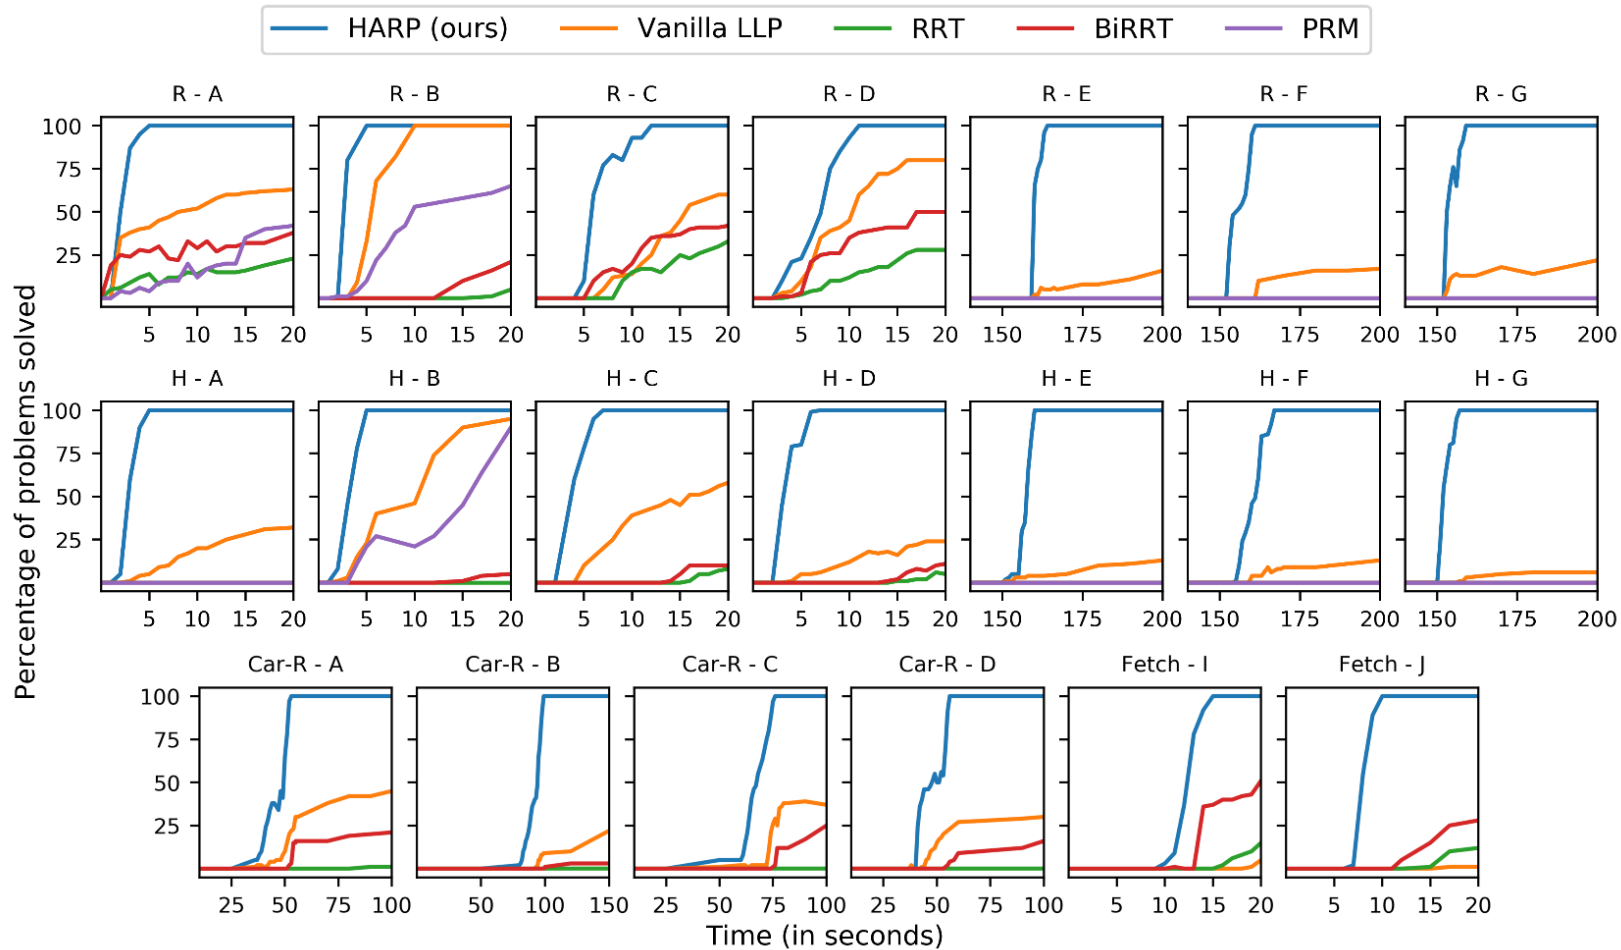 HARP (ours) Vanilla LLP RRT BiRRT PRM
R - A R - B R - C R - D R - E R - F R - G
100
75
50
25
5 10 15 20 5 10 15 20 5 10 15 20 5 10 15 20 150 175 200 150 175 200 150 175 200
H - A H - B H - C H - D H - E H - F H - G
100
75
50
25
5 10 15 20 5 10 15 20 5 10 15 20 5 10 15 20 150 175 200 150 175 200 150 175 200
Car-R - A Car-R - B Car-R - C Car-R - D Fetch - I Fetch - J
100
75
50
25
25 50 75 100 50 100 150 25 50 75 100 25 50 75 100 5 10 15 20 5 10 15 20
Percentage of problems solved
Time (in seconds)